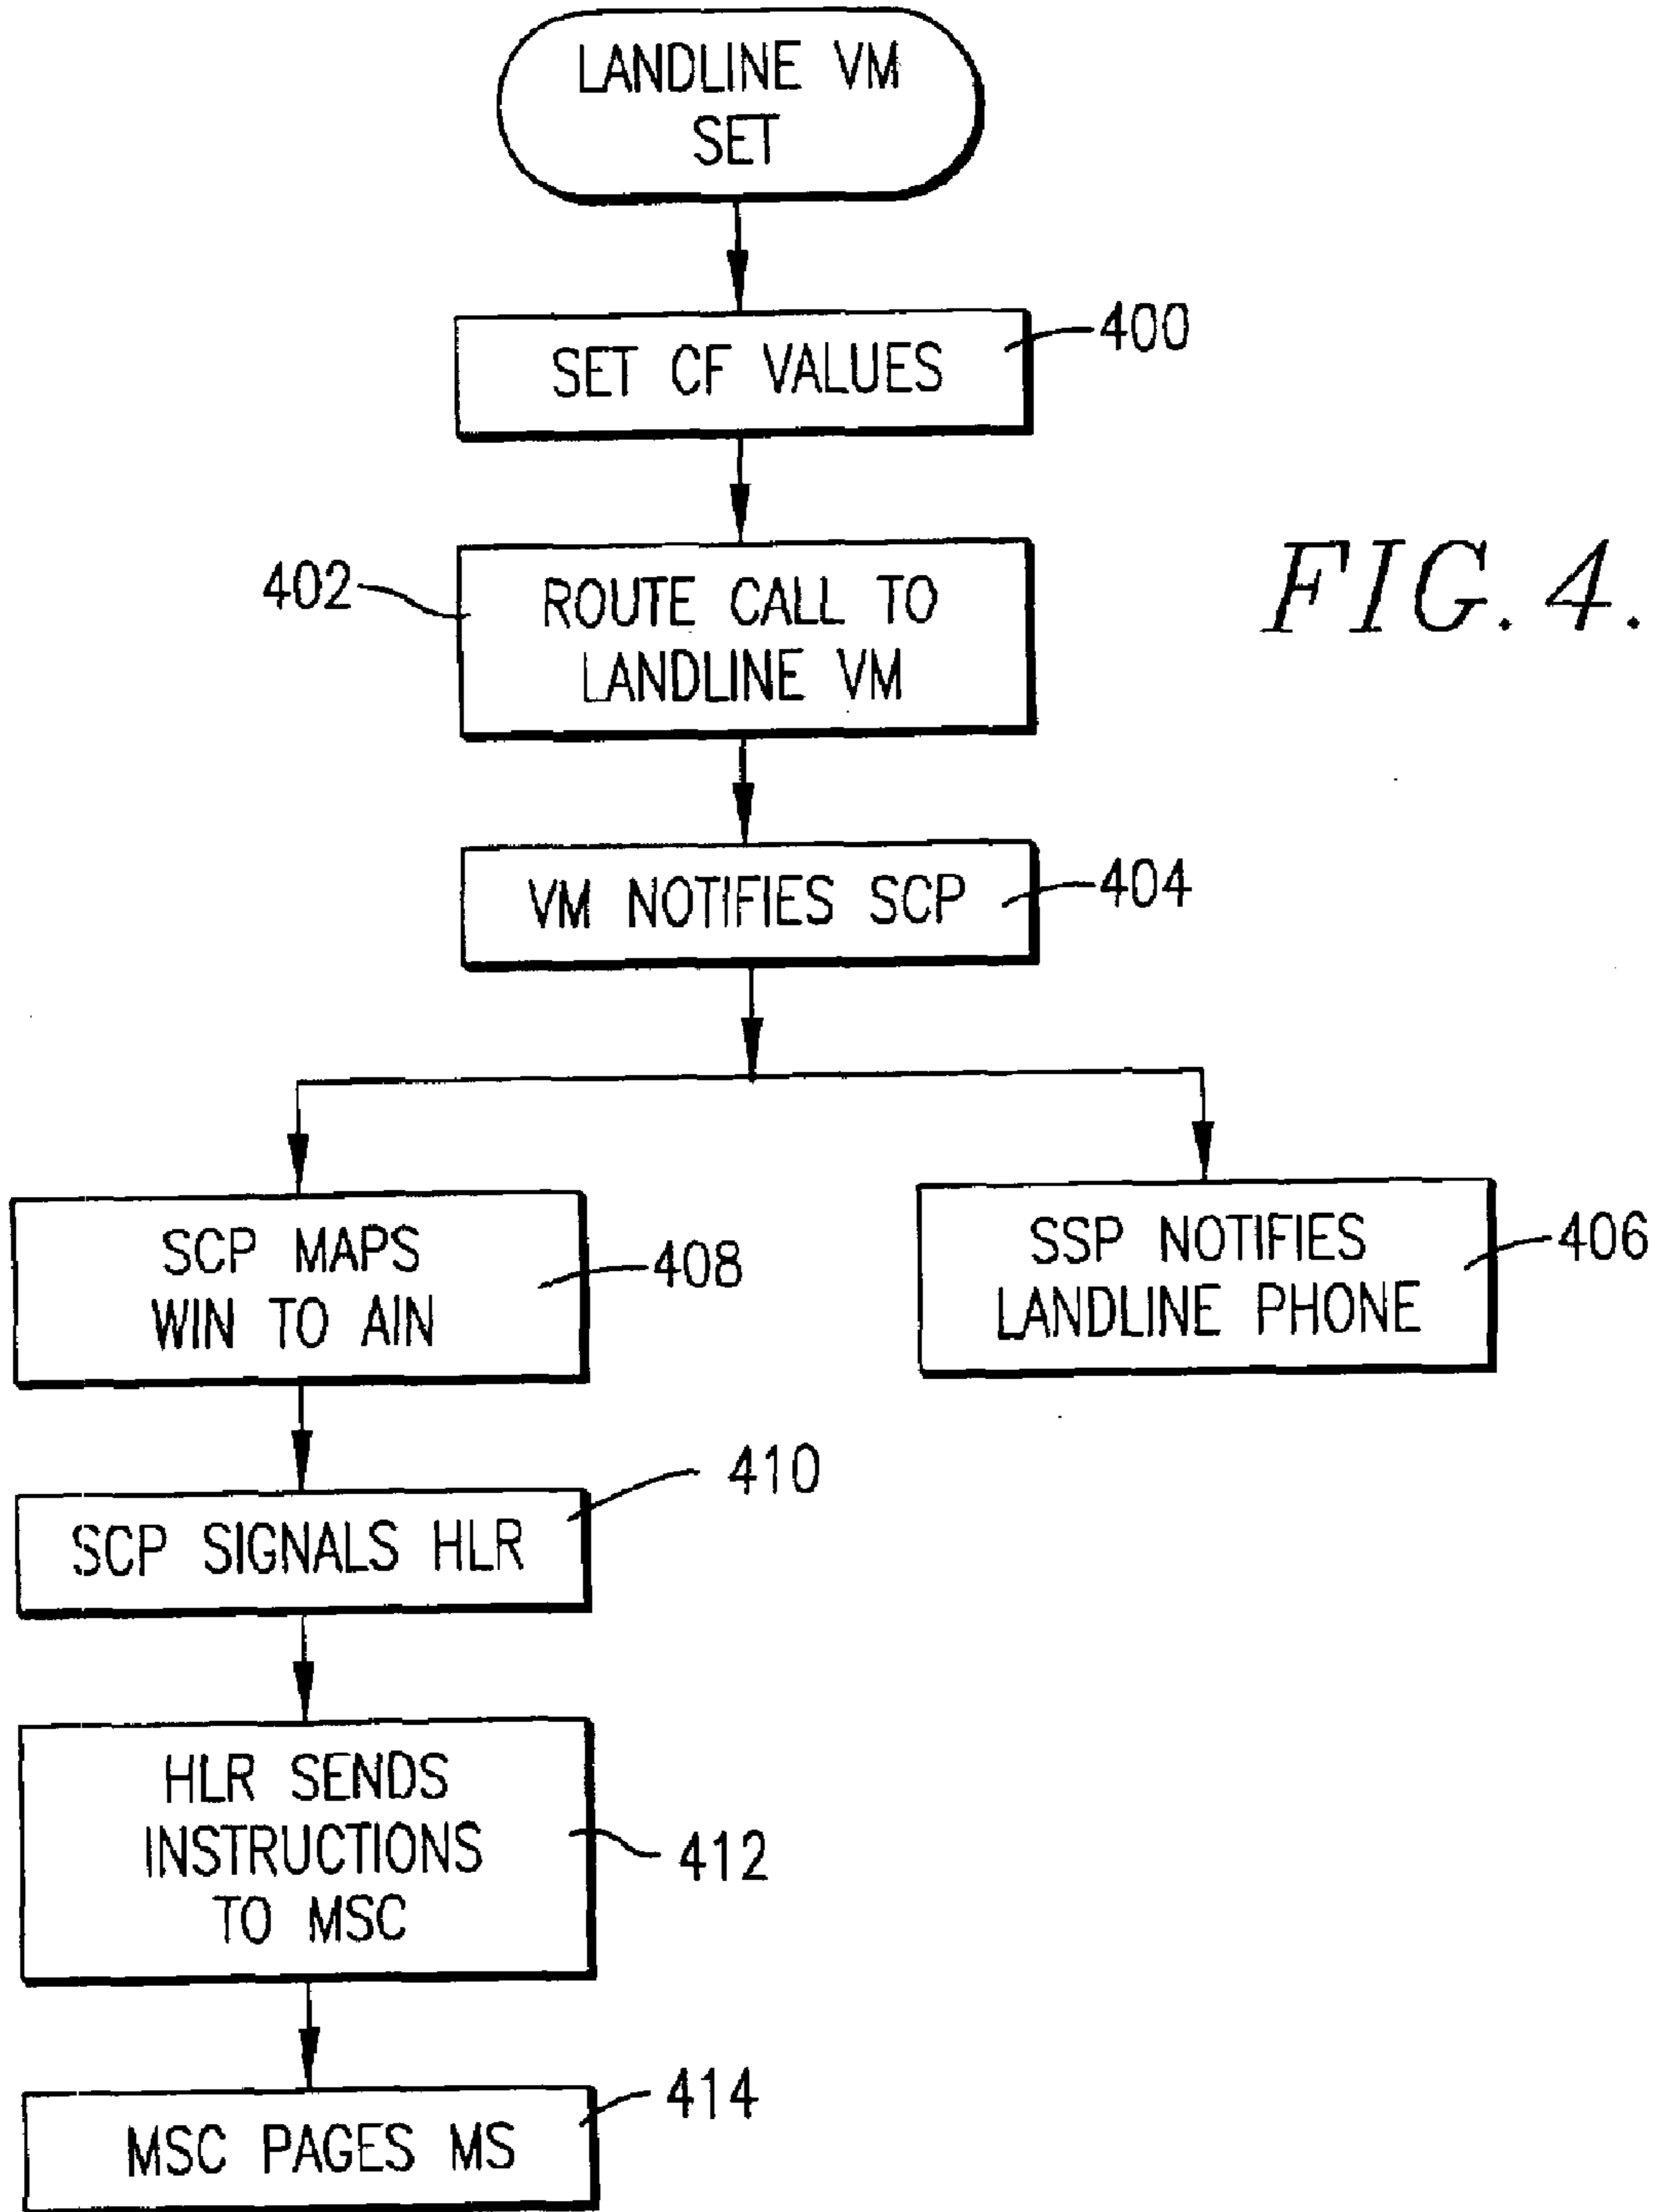 LANDLINE VM
SET
400
SET CF VALUES
FIG. 4.
402
ROUTE CALL TO
LANDLINE VM
VM NOTIFIES SCP
404
SCP MAPS
WIN TO AIN
408
SSP NOTIFIES
LANDLINE PHONE
406
410
SCP SIGNALS HLR
HLR SENDS
INSTRUCTIONS
TO MSC
412
414
MSC PAGES MS